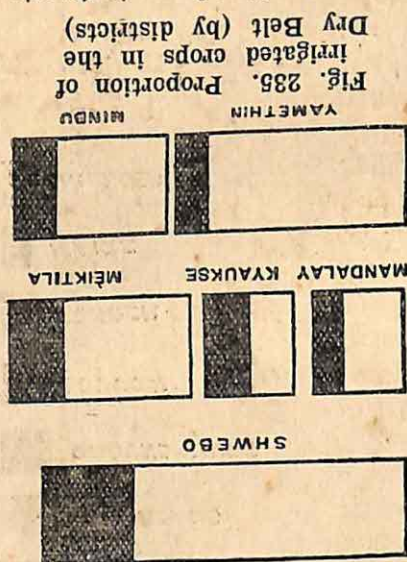 SHWEBO
MANDALAY KYAUKSE MEIKTILA
YAMETHIN MINBU
Fig. 235. Proportion of
irrigated crops in the
Dry Belt (by districts)